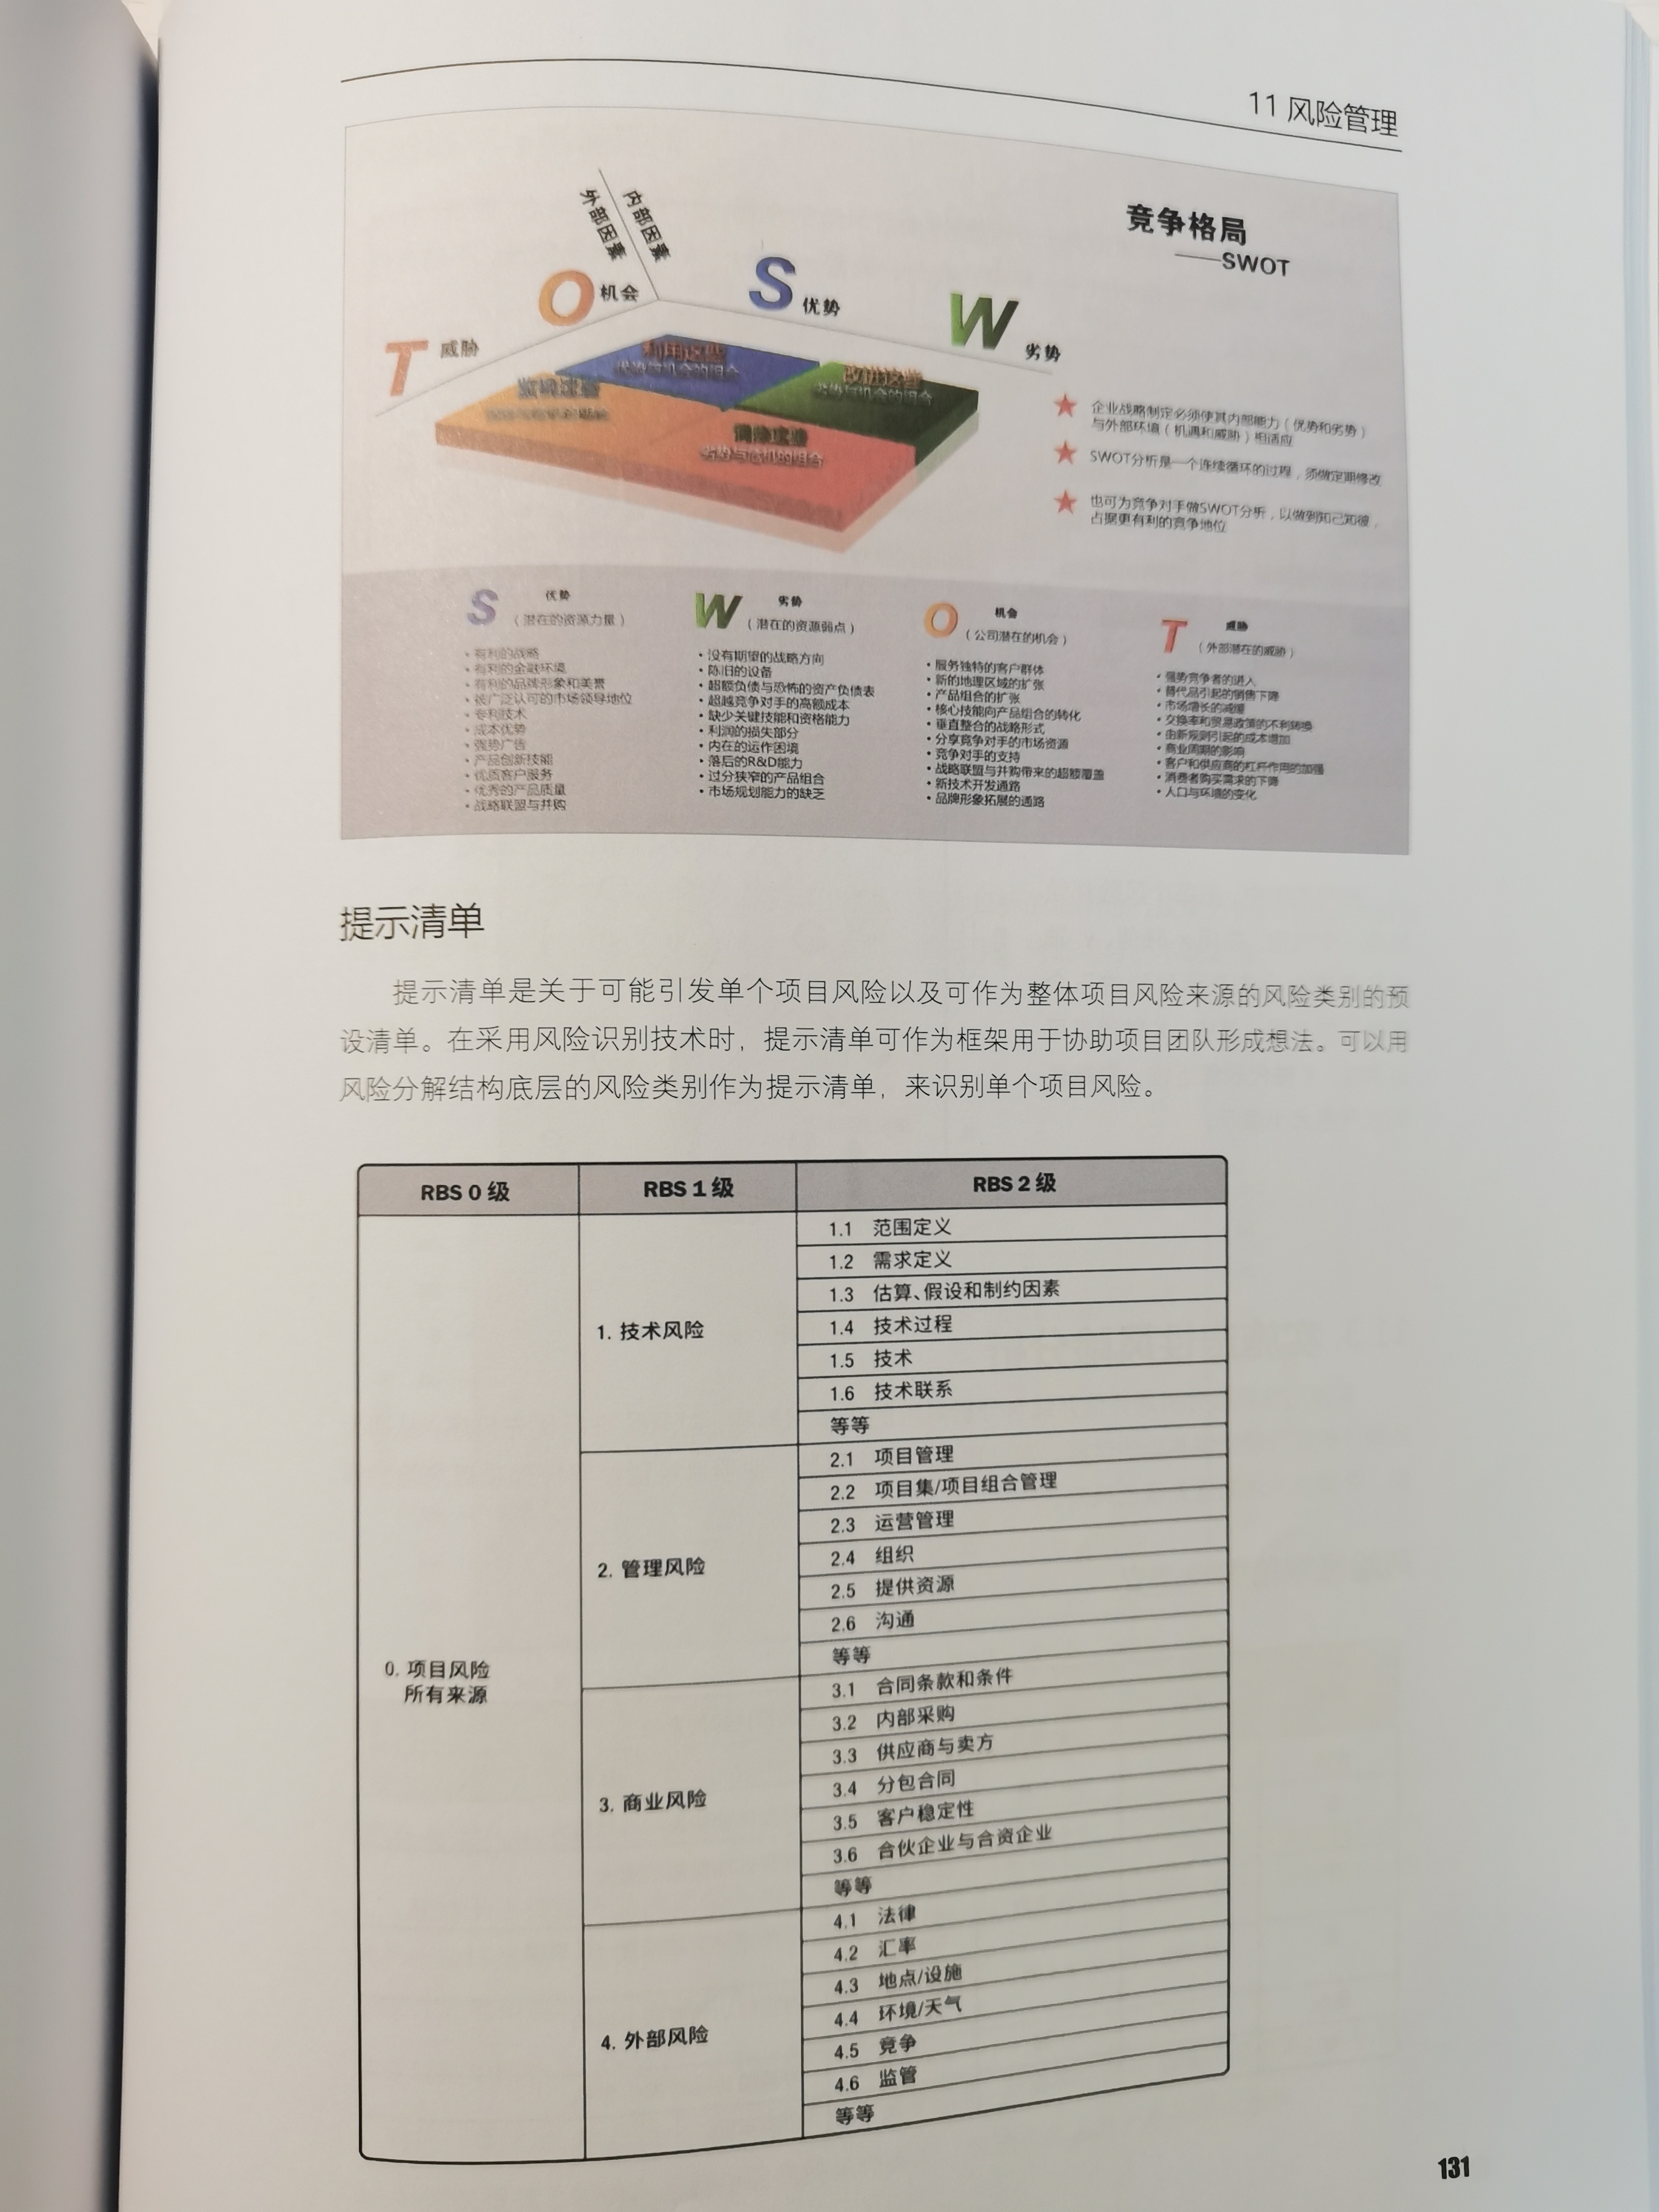 11 风险管理
竞争格局
——SWOT
外部因素
内部因素
T 威胁
O 机会
S 优势
W 劣势
利用这些
优势与机会的组合
改进这些
劣势与机会的组合
监视这些
消除这些
劣势与危机的组合
★ 企业战略制定必须使其内部能力（优势和劣势）
与外部环境（机遇和威胁）相适应
★ SWOT分析是一个连续循环的过程，须做定期修改
★ 也可为竞争对手做SWOT分析，以做到知己知彼，
占据更有利的竞争地位
S 优势
（潜在的资源力量）
• 有利的战略
• 有利的金融环境
• 有利的品牌形象和美誉
• 被广泛认可的市场领导地位
• 专利技术
• 成本优势
• 强势广告
• 产品创新技能
• 优质客户服务
• 优秀的产品质量
• 战略联盟与并购
W 劣势
（潜在的资源弱点）
• 没有期望的战略方向
• 陈旧的设备
• 超额负债与恐怖的资产负债表
• 超越竞争对手的高额成本
• 缺少关键技能和资格能力
• 利润的损失部分
• 内在的运作困境
• 落后的R&D能力
• 过分狭窄的产品组合
• 市场规划能力的缺乏
O 机会
（公司潜在的机会）
• 服务独特的客户群体
• 新的地理区域的扩张
• 产品组合的扩张
• 核心技能向产品组合的转化
• 垂直整合的战略形式
• 分享竞争对手的市场资源
• 竞争对手的支持
• 战略联盟与并购带来的超额覆盖
• 新技术开发通路
• 品牌形象拓展的通路
T 威胁
（外部潜在的威胁）
• 强势竞争者的进入
• 替代品引起的销售下降
• 市场增长的减缓
• 交换率和贸易政策的不利转换
• 由新规则引起的成本增加
• 商业周期的影响
• 客户和供应商的杠杆作用的加强
• 消费者购买需求的下降
• 人口与环境的变化
提示清单
提示清单是关于可能引发单个项目风险以及可作为整体项目风险来源的风险类别的预
设清单。在采用风险识别技术时，提示清单可作为框架用于协助项目团队形成想法。可以用
风险分解结构底层的风险类别作为提示清单，来识别单个项目风险。
RBS 0 级
RBS 1 级
RBS 2 级
0. 项目风险
所有来源
1. 技术风险
1.1 范围定义
1.2 需求定义
1.3 估算、假设和制约因素
1.4 技术过程
1.5 技术
1.6 技术联系
等等
2. 管理风险
2.1 项目管理
2.2 项目集/项目组合管理
2.3 运营管理
2.4 组织
2.5 提供资源
2.6 沟通
等等
3. 商业风险
3.1 合同条款和条件
3.2 内部采购
3.3 供应商与卖方
3.4 分包合同
3.5 客户稳定性
3.6 合伙企业与合资企业
等等
4. 外部风险
4.1 法律
4.2 汇率
4.3 地点/设施
4.4 环境/天气
4.5 竞争
4.6 监管
等等
131